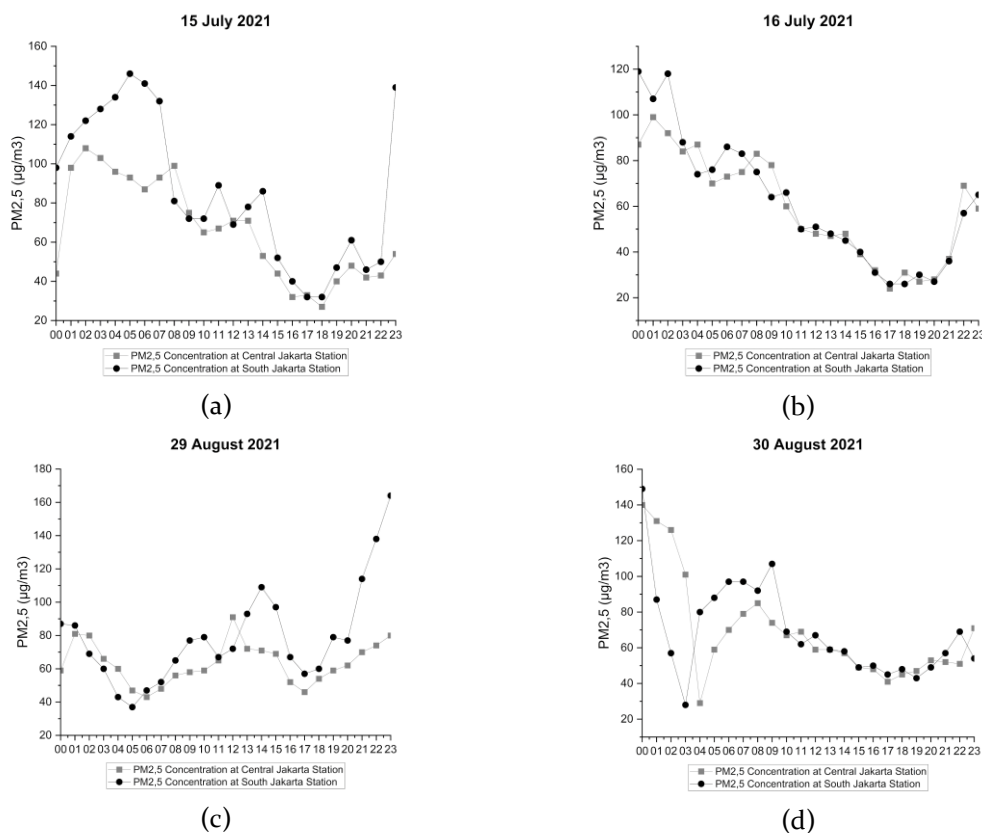 15 July 2021
160
140
120
100
80
60
40
20
PM2,5 (µg/m3)
00 01 02 03 04 05 06 07 08 09 10 11 12 13 14 15 16 17 18 19 20 21 22 23
PM2,5 Concentration at Central Jakarta Station
PM2,5 Concentration at South Jakarta Station
(a)
16 July 2021
120
100
80
60
40
20
PM2,5 (µg/m3)
00 01 02 03 04 05 06 07 08 09 10 11 12 13 14 15 16 17 18 19 20 21 22 23
PM2,5 Concentration at Central Jakarta Station
PM2,5 Concentration at South Jakarta Station
(b)
29 August 2021
180
160
140
120
100
80
60
40
20
PM2,5 (µg/m3)
00 01 02 03 04 05 06 07 08 09 10 11 12 13 14 15 16 17 18 19 20 21 22 23
PM2,5 Concentration at Central Jakarta Station
PM2,5 Concentration at South Jakarta Station
(c)
30 August 2021
160
140
120
100
80
60
40
20
PM2,5 (µg/m3)
00 01 02 03 04 05 06 07 08 09 10 11 12 13 14 15 16 17 18 19 20 21 22 23
PM2,5 Concentration at Central Jakarta Station
PM2,5 Concentration at South Jakarta Station
(d)